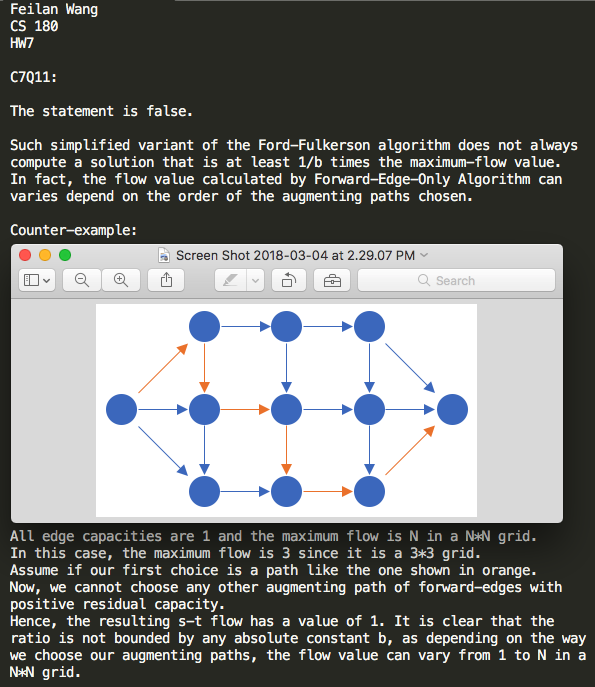 Feilan Wang
CS 180
HW7
C7Q11:
The statement is false.
Such simplified variant of the Ford-Fulkerson algorithm does not always
compute a solution that is at least 1/b times the maximum-flow value.
In fact, the flow value calculated by Forward-Edge-Only Algorithm can
varies depend on the order of the augmenting paths chosen.
Counter-example:
Screen Shot 2018-03-04 at 2.29.07 PM
Search
All edge capacities are 1 and the maximum flow is N in a N*N grid.
In this case, the maximum flow is 3 since it is a 3*3 grid.
Assume if our first choice is a path like the one shown in orange.
Now, we cannot choose any other augmenting path of forward-edges with
positive residual capacity.
Hence, the resulting s-t flow has a value of 1. It is clear that the
ratio is not bounded by any absolute constant b, as depending on the way
we choose our augmenting paths, the flow value can vary from 1 to N in a
N*N grid.